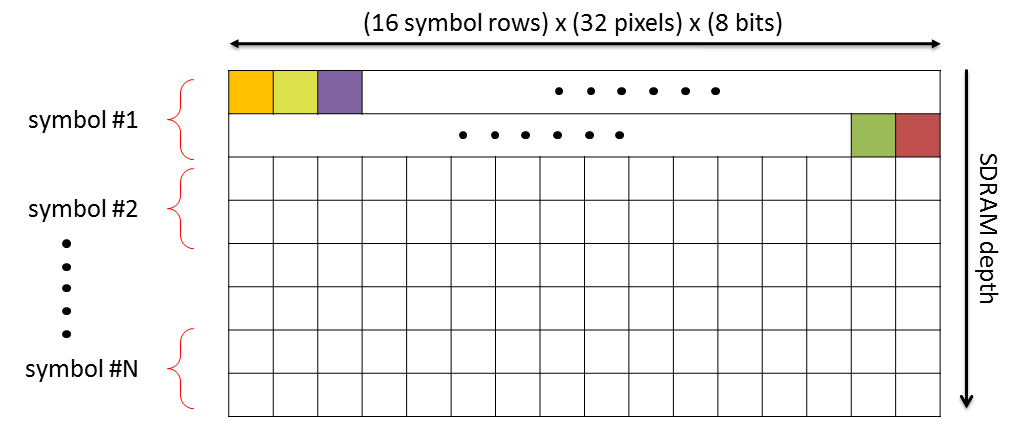 (16 symbol rows) x (32 pixels) x (8 bits)
symbol #1
symbol #2
symbol #N
SDRAM depth